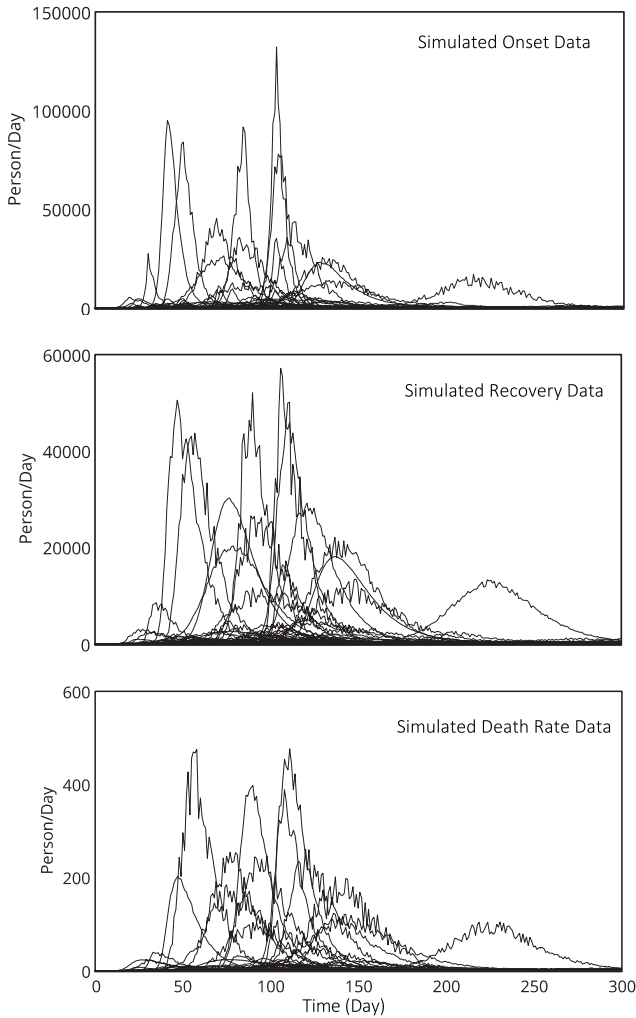 150000
Simulated Onset Data
100000
Person/Day
50000
0
60000
Simulated Recovery Data
40000
Person/Day
20000
0
600
Simulated Death Rate Data
400
Person/Day
200
0
0 50 100 150 200 250 300
Time (Day)